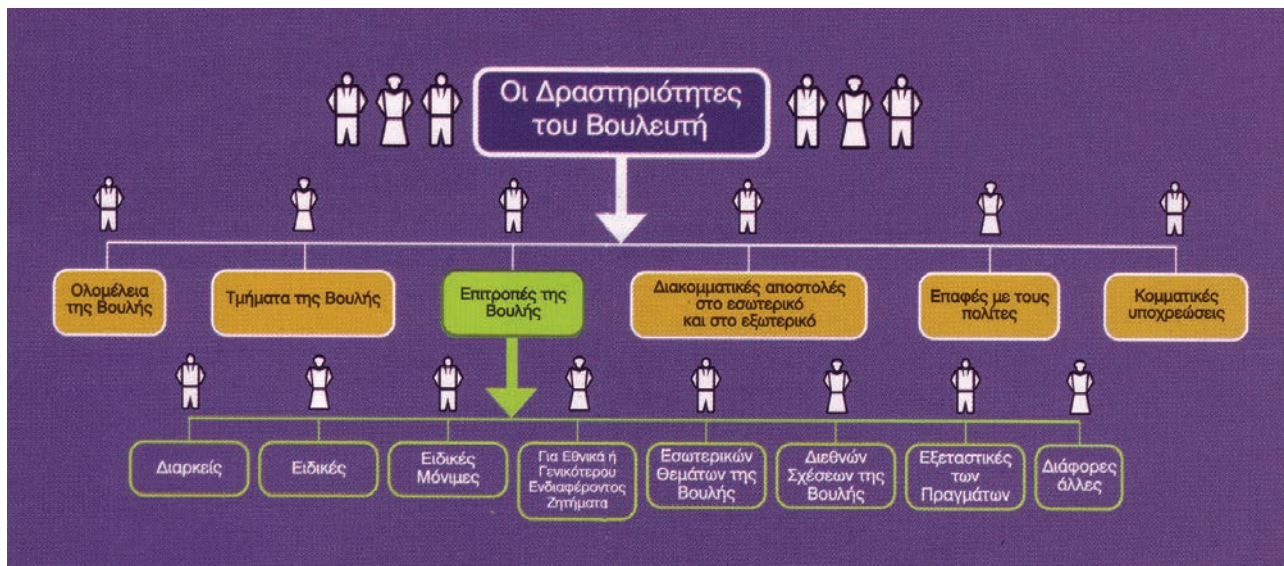 Οι Δραστηριότητες
του Βουλευτή
Ολομέλεια
της Βουλής
Τμήματα της Βουλής
Επιτροπές της
Βουλής
Διακομματικές αποστολές
στο εσωτερικό
και στο εξωτερικό
Επαφές με τους
πολίτες
Κομματικές
υποχρεώσεις
Διαρκείς
Ειδικές
Ειδικές
Μόνιμες
Για Εθνικά ή
Γενικότερου
Ενδιαφέροντος
Ζητήματα
Εσωτερικών
Θεμάτων της
Βουλής
Διεθνών
Σχέσεων της
Βουλής
Εξεταστικές
των
Πραγμάτων
Διάφορες
άλλες